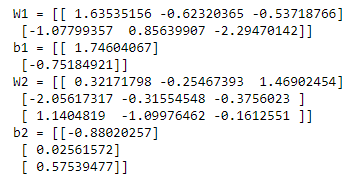 W1 = [[ 1.63535156 -0.62320365 -0.53718766]
[-1.07799357  0.85639907 -2.29470142]]
b1 = [[ 1.74604067]
[-0.75184921]]
W2 = [[ 0.32171798 -0.25467393  1.46902454]
[-2.05617317 -0.31554548 -0.3756023 ]
[ 1.1404819  -1.09976462 -0.1612551 ]]
b2 = [[-0.88020257]
[ 0.02561572]
[ 0.57539477]]